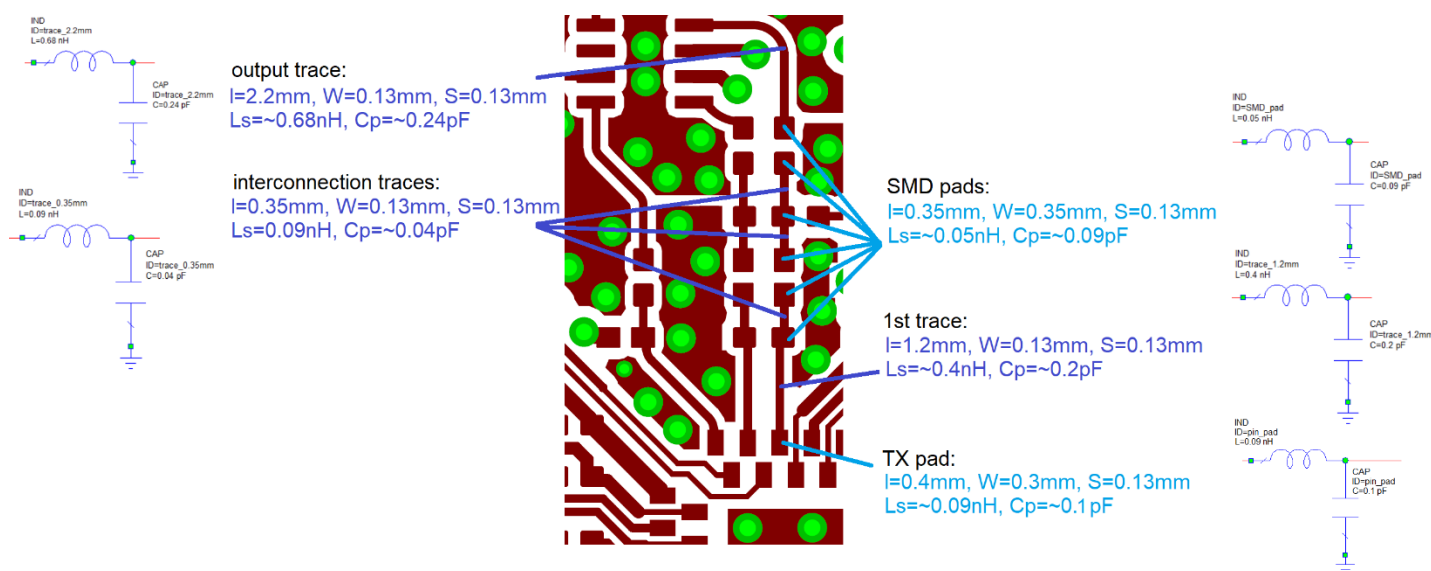 IND
ID=trace_2.2mm
L=0.68 nH
CAP
ID=trace_2.2mm
C=0.24 pF
output trace:
l=2.2mm, W=0.13mm, S=0.13mm
Ls=~0.68nH, Cp=~0.24pF
IND
ID=trace_0.35mm
L=0.09 nH
CAP
ID=trace_0.35mm
C=0.04 pF
interconnection traces:
l=0.35mm, W=0.13mm, S=0.13mm
Ls=0.09nH, Cp=~0.04pF
SMD pads:
l=0.35mm, W=0.35mm, S=0.13mm
Ls=~0.05nH, Cp=~0.09pF
IND
ID=SMD_pad
L=0.05 nH
CAP
ID=SMD_pad
C=0.09 pF
1st trace:
l=1.2mm, W=0.13mm, S=0.13mm
Ls=~0.4nH, Cp=~0.2pF
IND
ID=trace_1.2mm
L=0.4 nH
CAP
ID=trace_1.2mm
C=0.2 pF
TX pad:
l=0.4mm, W=0.3mm, S=0.13mm
Ls=~0.09nH, Cp=~0.1pF
IND
ID=pin_pad
L=0.09 nH
CAP
ID=pin_pad
C=0.1 pF